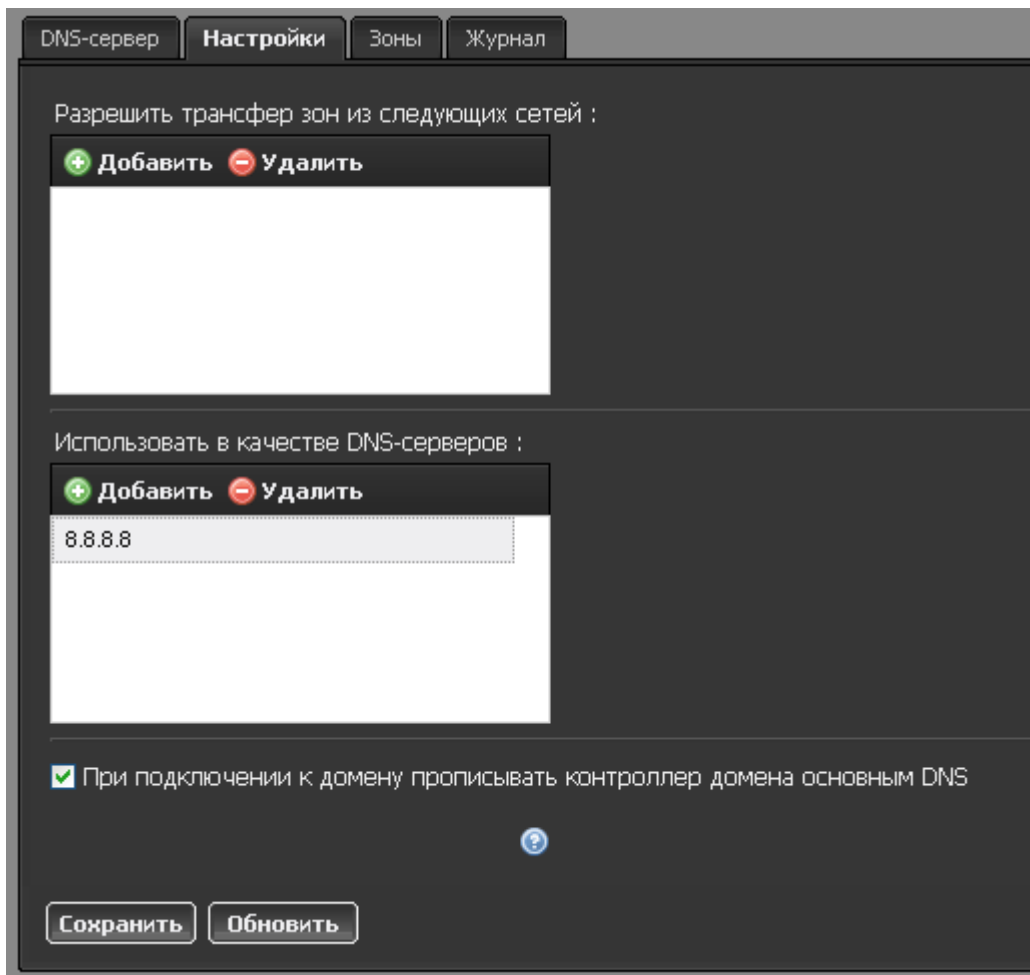 DNS-сервер Настройки Зоны Журнал
Разрешить трансфер зон из следующих сетей :
Добавить Удалить
Использовать в качестве DNS-серверов :
Добавить Удалить
8.8.8.8
При подключении к домену прописывать контроллер домена основным DNS
?
Сохранить Обновить